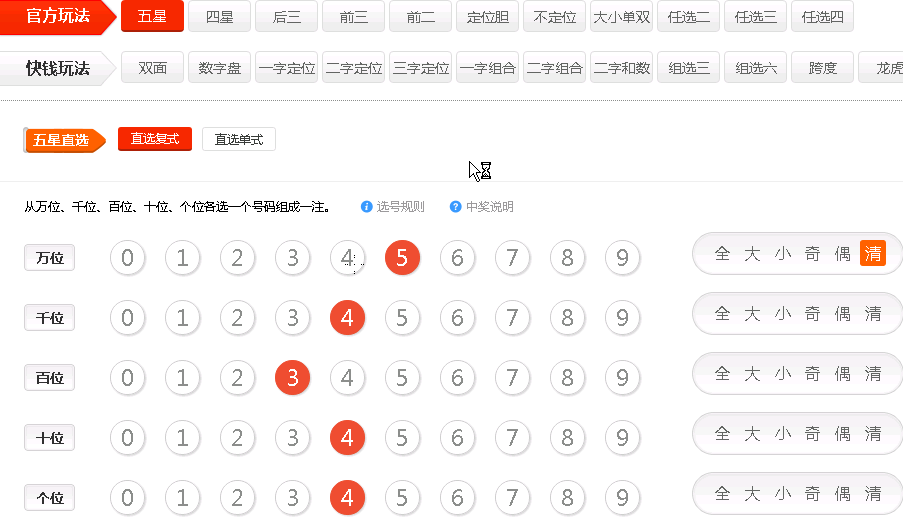 官方玩法 五星 四星 后三 前三 前二 定位胆 不定位 大小单双 任选二 任选三 任选四
快钱玩法 双面 数字盘 一字定位 二字定位 三字定位 一字组合 二字组合 二字和数 组选三 组选六 跨度 龙虎
五星直选 直选复式 直选单式
从万位、千位、百位、十位、个位各选一个号码组成一注。 选号规则 中奖说明
万位 0 1 2 3 4 5 6 7 8 9 全 大 小 奇 偶 清
千位 0 1 2 3 4 5 6 7 8 9 全 大 小 奇 偶 清
百位 0 1 2 3 4 5 6 7 8 9 全 大 小 奇 偶 清
十位 0 1 2 3 4 5 6 7 8 9 全 大 小 奇 偶 清
个位 0 1 2 3 4 5 6 7 8 9 全 大 小 奇 偶 清